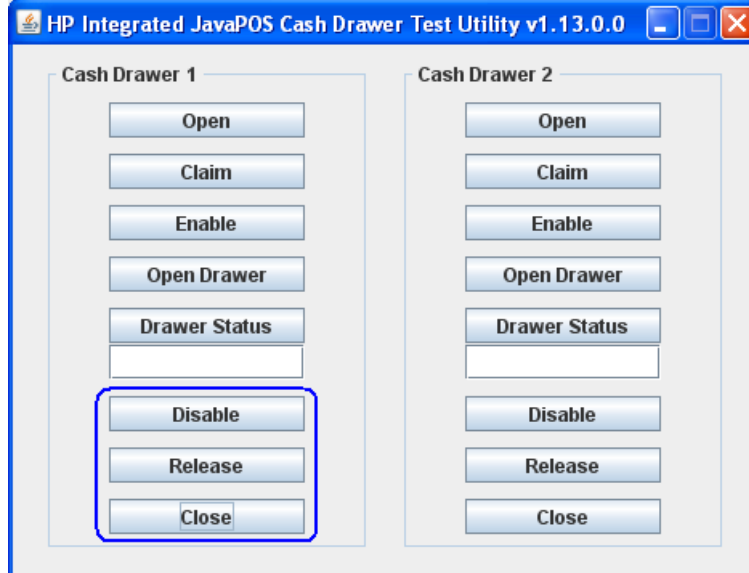 HP Integrated JavaPOS Cash Drawer Test Utility v1.13.0.0
Cash Drawer 1
Open
Claim
Enable
Open Drawer
Drawer Status
Disable
Release
Close
Cash Drawer 2
Open
Claim
Enable
Open Drawer
Drawer Status
Disable
Release
Close